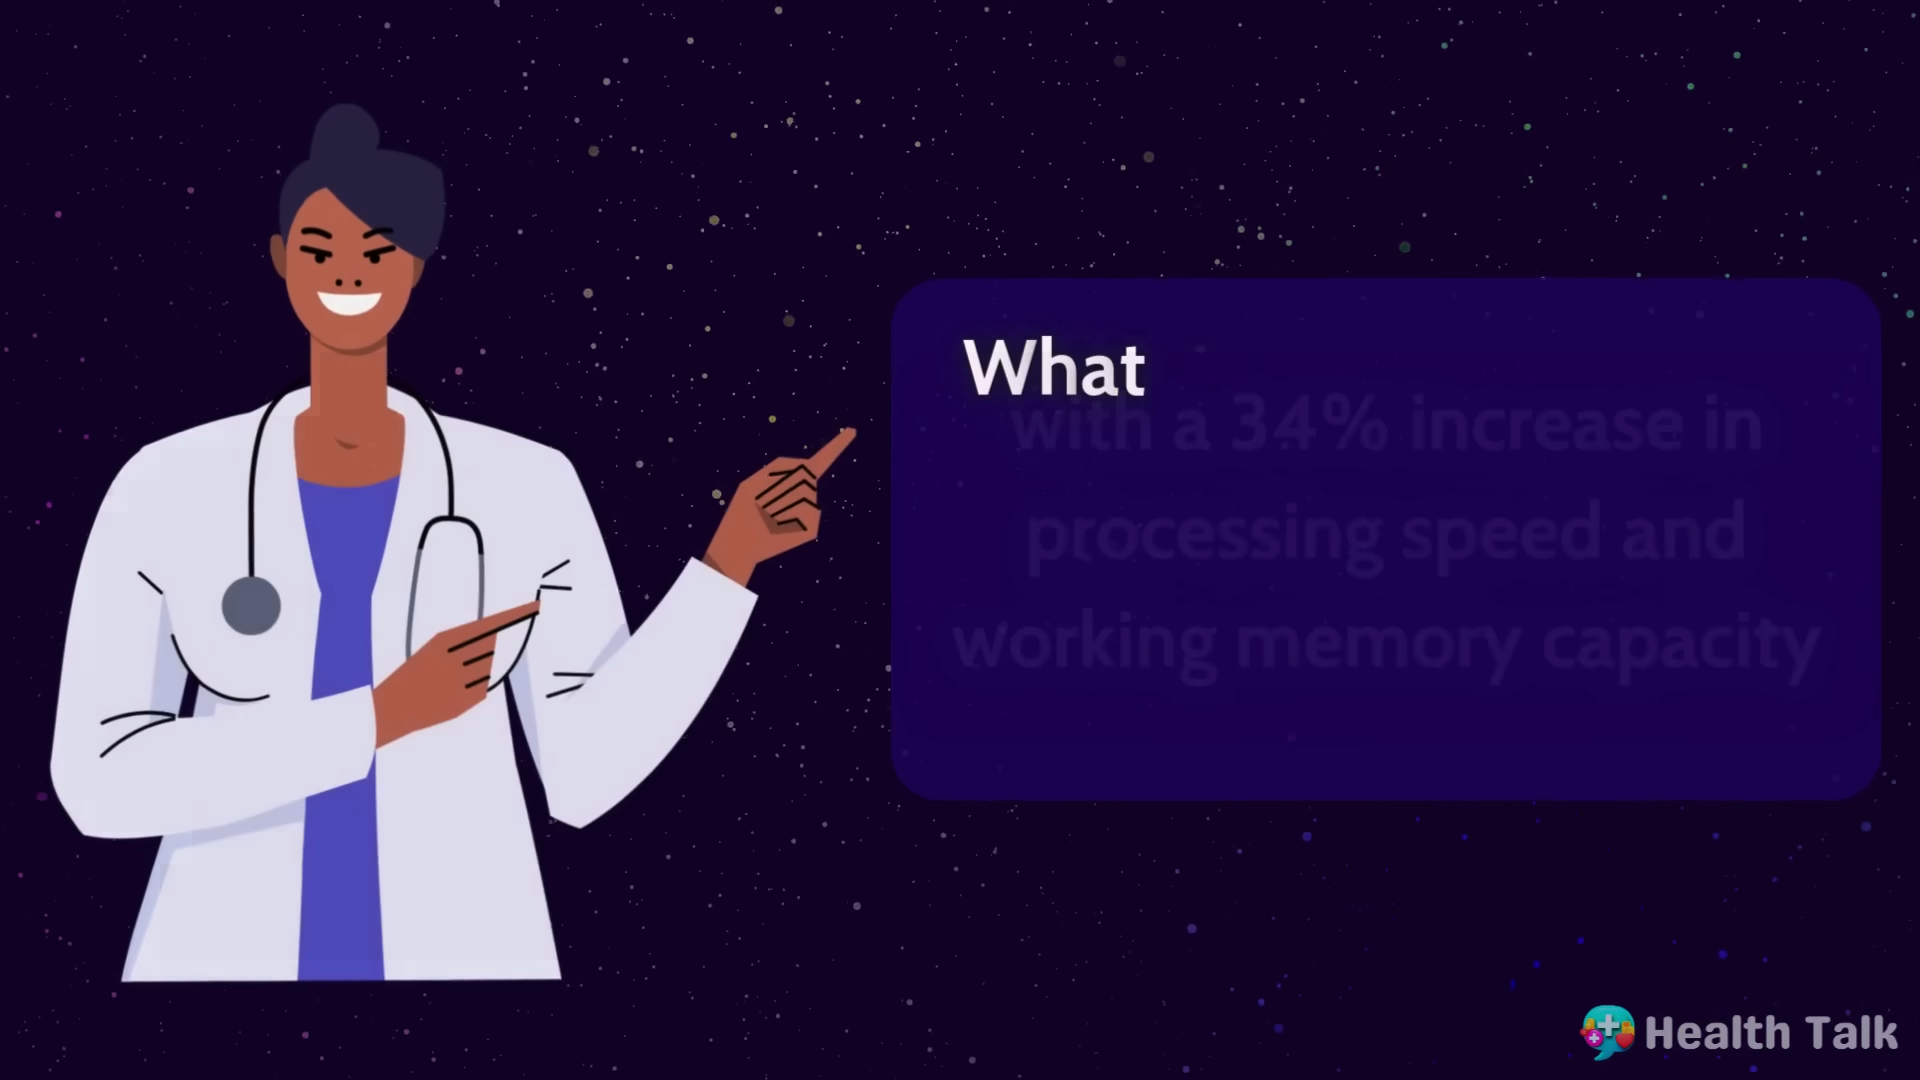 What
with a 34% increase in
processing speed and
working memory capacity
Health Talk